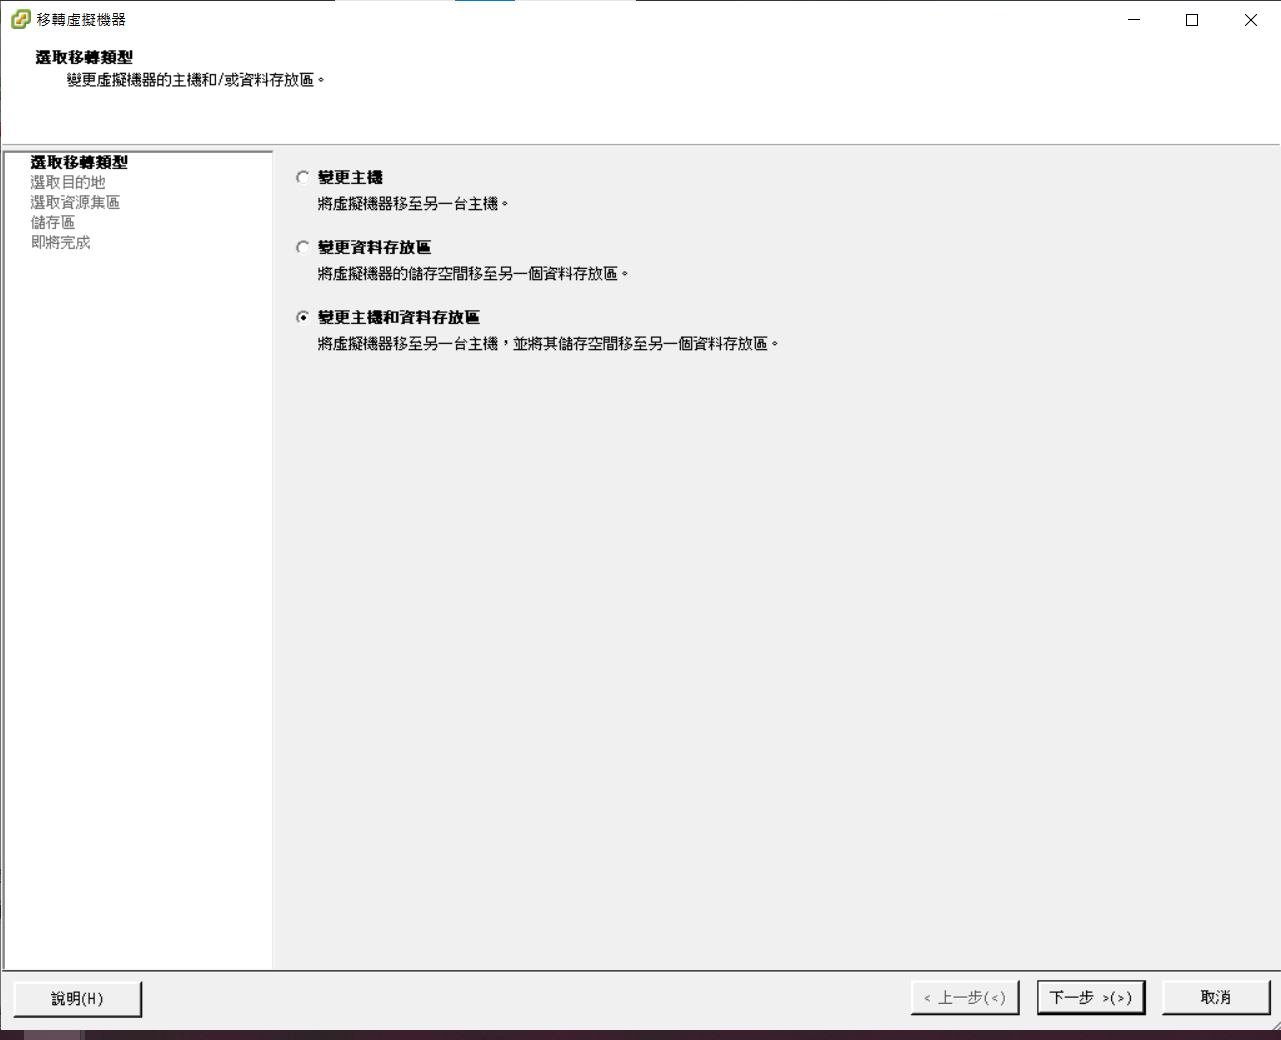 移轉虛擬機器
選取移轉類型
變更虛擬機器的主機和/或資料存放區。
選取移轉類型
選取目的地
選取資源集區
儲存區
即將完成
變更主機
將虛擬機器移至另一台主機。
變更資料存放區
將虛擬機器的儲存空間移至另一個資料存放區。
變更主機和資料存放區
將虛擬機器移至另一台主機，並將其儲存空間移至另一個資料存放區。
說明(H)
< 上一步(<)
下一步 >(>)
取消